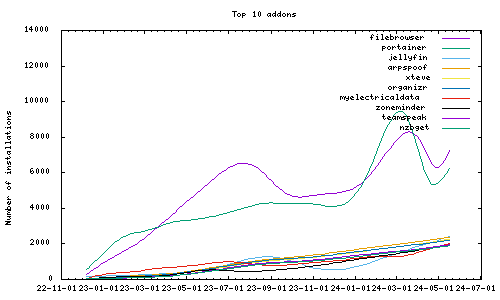 Top 10 addons
Number of installations
14000
12000
10000
8000
6000
4000
2000
0
filebrowser
portainer
jellyfin
arpspoof
xteve
organizr
myelectricaldata
zoneminder
teamspeak
nzbget
22-11-01 23-01-01 23-03-01 23-05-01 23-07-01 23-09-01 23-11-01 24-01-01 24-03-01 24-05-01 24-07-01